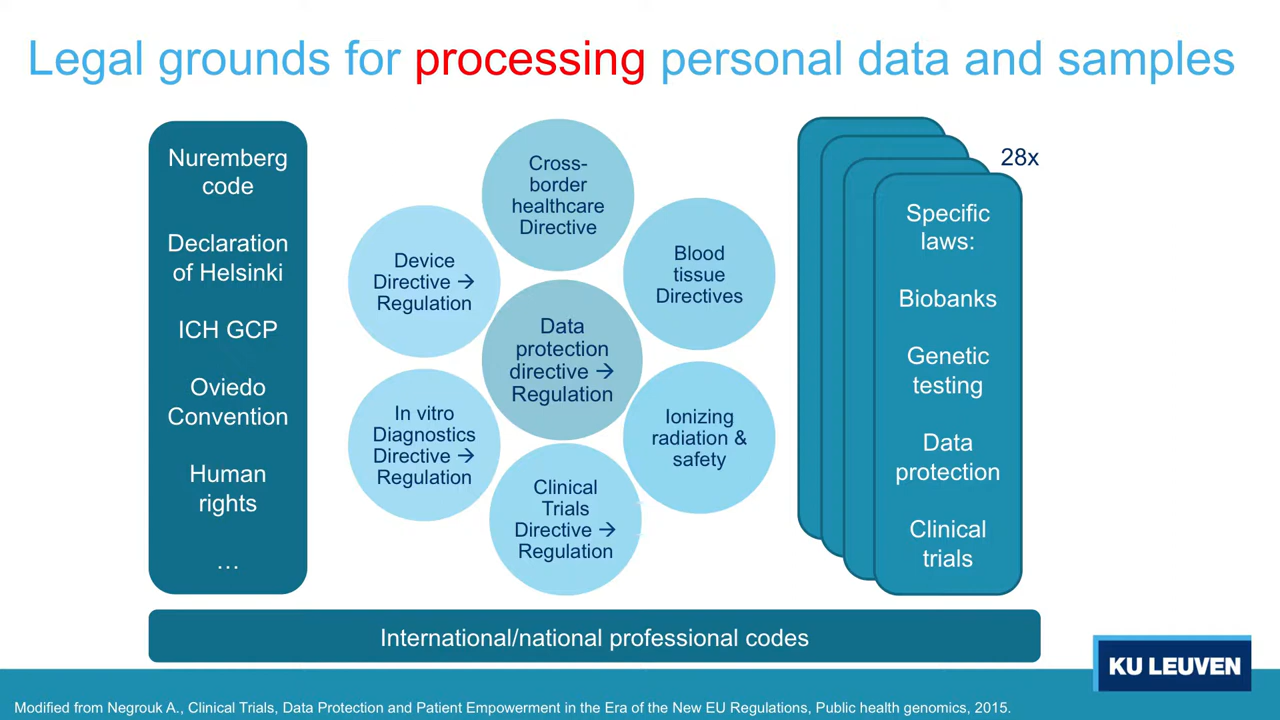 Legal grounds for processing personal data and samples
Nuremberg
code
Declaration
of Helsinki
ICH GCP
Oviedo
Convention
Human
rights
…
Cross-
border
healthcare
Directive
Device
Directive →
Regulation
Blood
tissue
Directives
Data
protection
directive →
Regulation
In vitro
Diagnostics
Directive →
Regulation
Ionizing
radiation &
safety
Clinical
Trials
Directive →
Regulation
28x
Specific
laws:
Biobanks
Genetic
testing
Data
protection
Clinical
trials
International/national professional codes
KU LEUVEN
Modified from Negrouk A., Clinical Trials, Data Protection and Patient Empowerment in the Era of the New EU Regulations, Public health genomics, 2015.